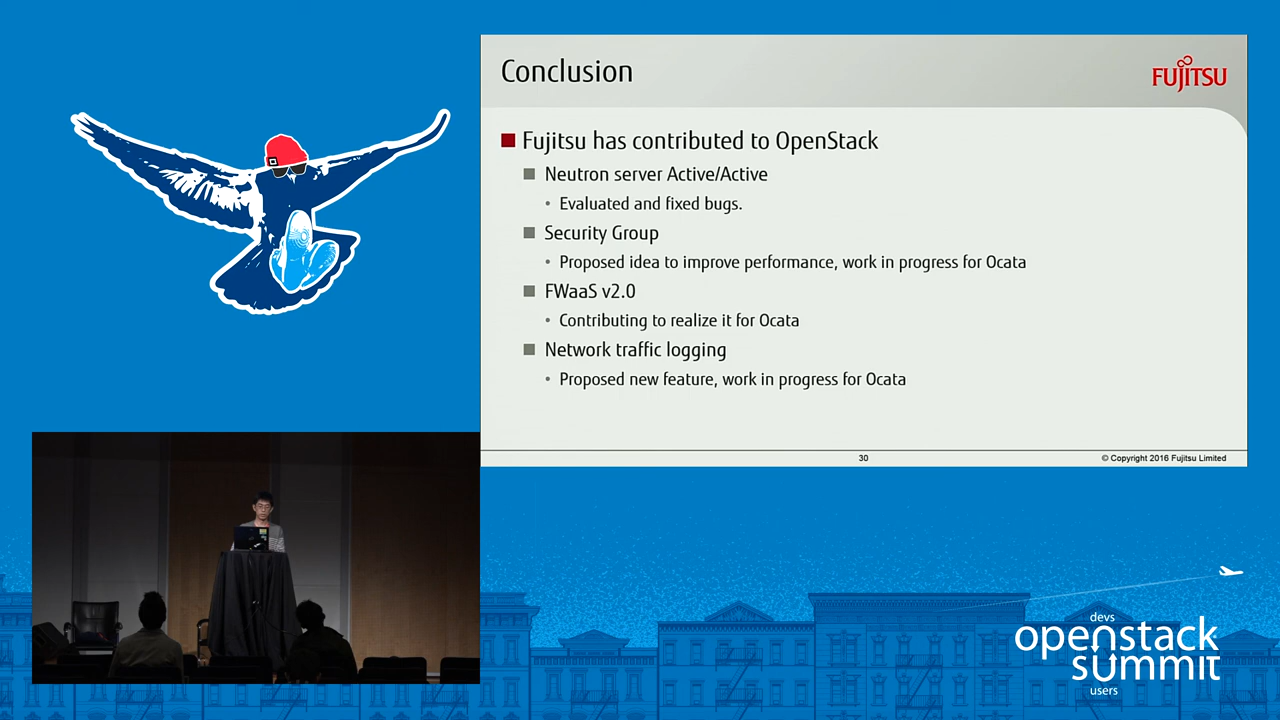 Conclusion
FUJITSU
Fujitsu has contributed to OpenStack
Neutron server Active/Active
• Evaluated and fixed bugs.
Security Group
• Proposed idea to improve performance, work in progress for Ocata
FWaaS v2.0
• Contributing to realize it for Ocata
Network traffic logging
• Proposed new feature, work in progress for Ocata
30
© Copyright 2016 Fujitsu Limited
devs
openstack
summit
users